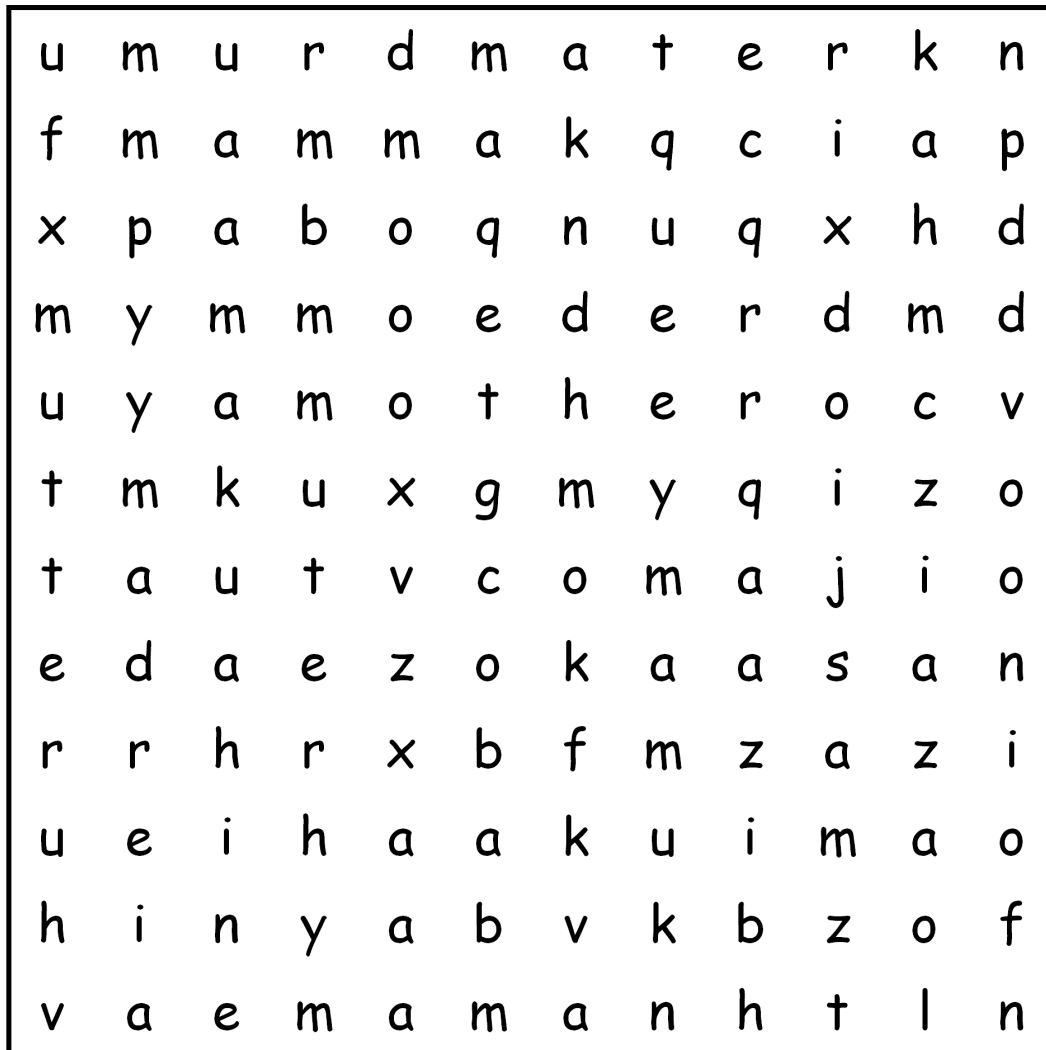 u m u r d m a t e r k n
f m a m m a k q c i a p
x p a b o q n u q x h d
m y m m o e d e r d m d
u y a m o t h e r o c v
t m k u x g m y q i z o
t a u t v c o m a j i o
e d a e z o k a a s a n
r r h r x b f m z a z i
u e i h a a k u i m a o
h i n y a b v k b z o f
v a e m a m a n h t l n